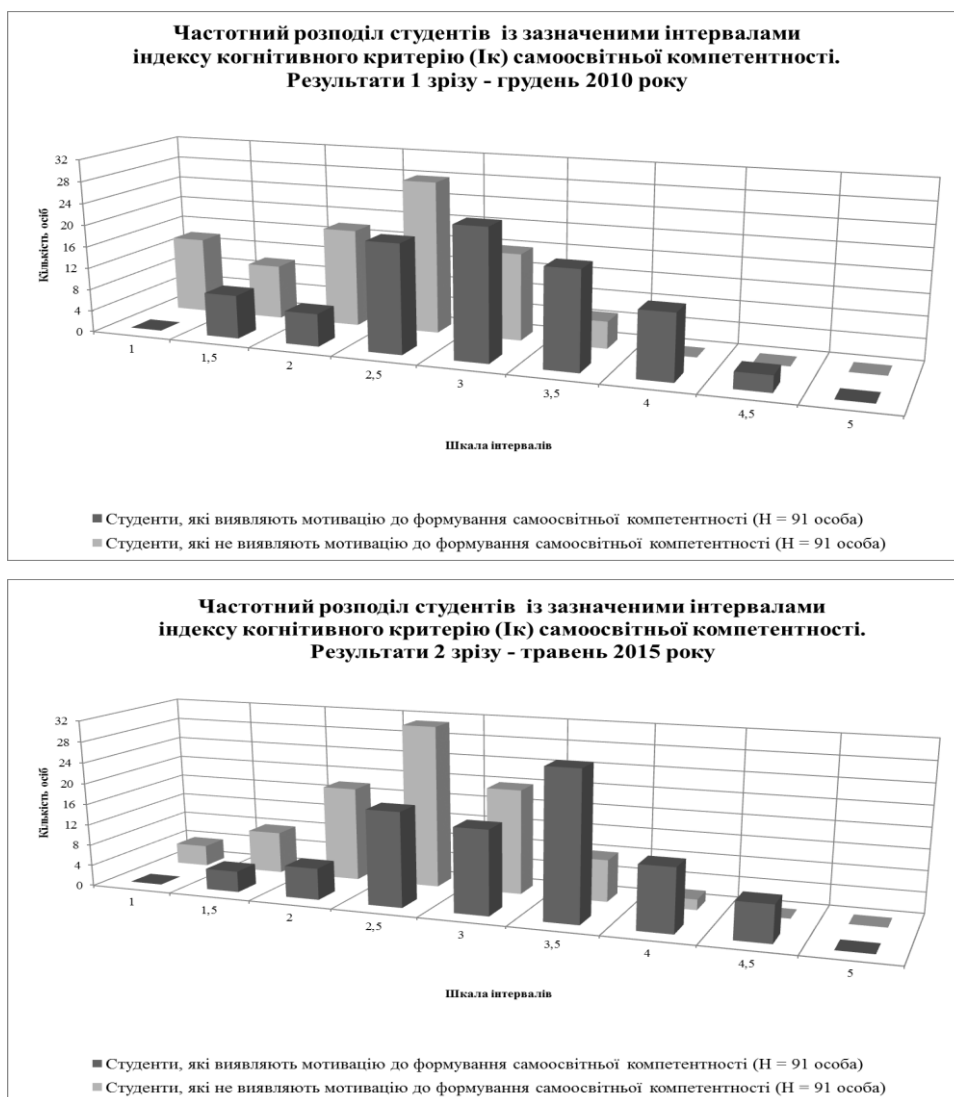 Частотний розподіл студентів із зазначеними інтервалами
індексу когнітивного критерію (Ік) самоосвітньої компетентності.
Результати 1 зрізу - грудень 2010 року
32
28
24
20
16
12
8
4
0
Кількість осіб
1
1,5
2
2,5
3
3,5
4
4,5
5
Шкала інтервалів
Студенти, які виявляють мотивацію до формування самоосвітньої компетентності (Н = 91 особа)
Студенти, які не виявляють мотивацію до формування самоосвітньої компетентності (Н = 91 особа)
Частотний розподіл студентів із зазначеними інтервалами
індексу когнітивного критерію (Ік) самоосвітньої компетентності.
Результати 2 зрізу - травень 2015 року
32
28
24
20
16
12
8
4
0
Кількість осіб
1
1,5
2
2,5
3
3,5
4
4,5
5
Шкала інтервалів
Студенти, які виявляють мотивацію до формування самоосвітньої компетентності (Н = 91 особа)
Студенти, які не виявляють мотивацію до формування самоосвітньої компетентності (Н = 91 особа)